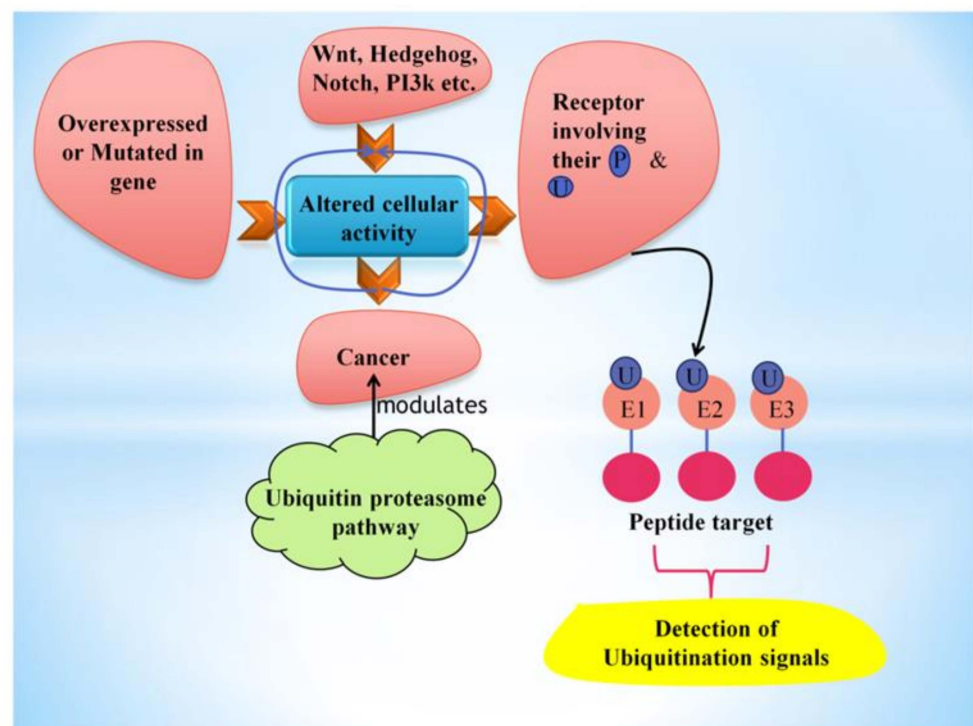 Overexpressed
or Mutated in
gene
Wnt, Hedgehog,
Notch, PI3k etc.
Receptor
involving
their P &
U
Altered cellular
activity
Cancer
modulates
Ubiquitin proteasome
pathway
U U U
E1 E2 E3
Peptide target
Detection of
Ubiquitination signals